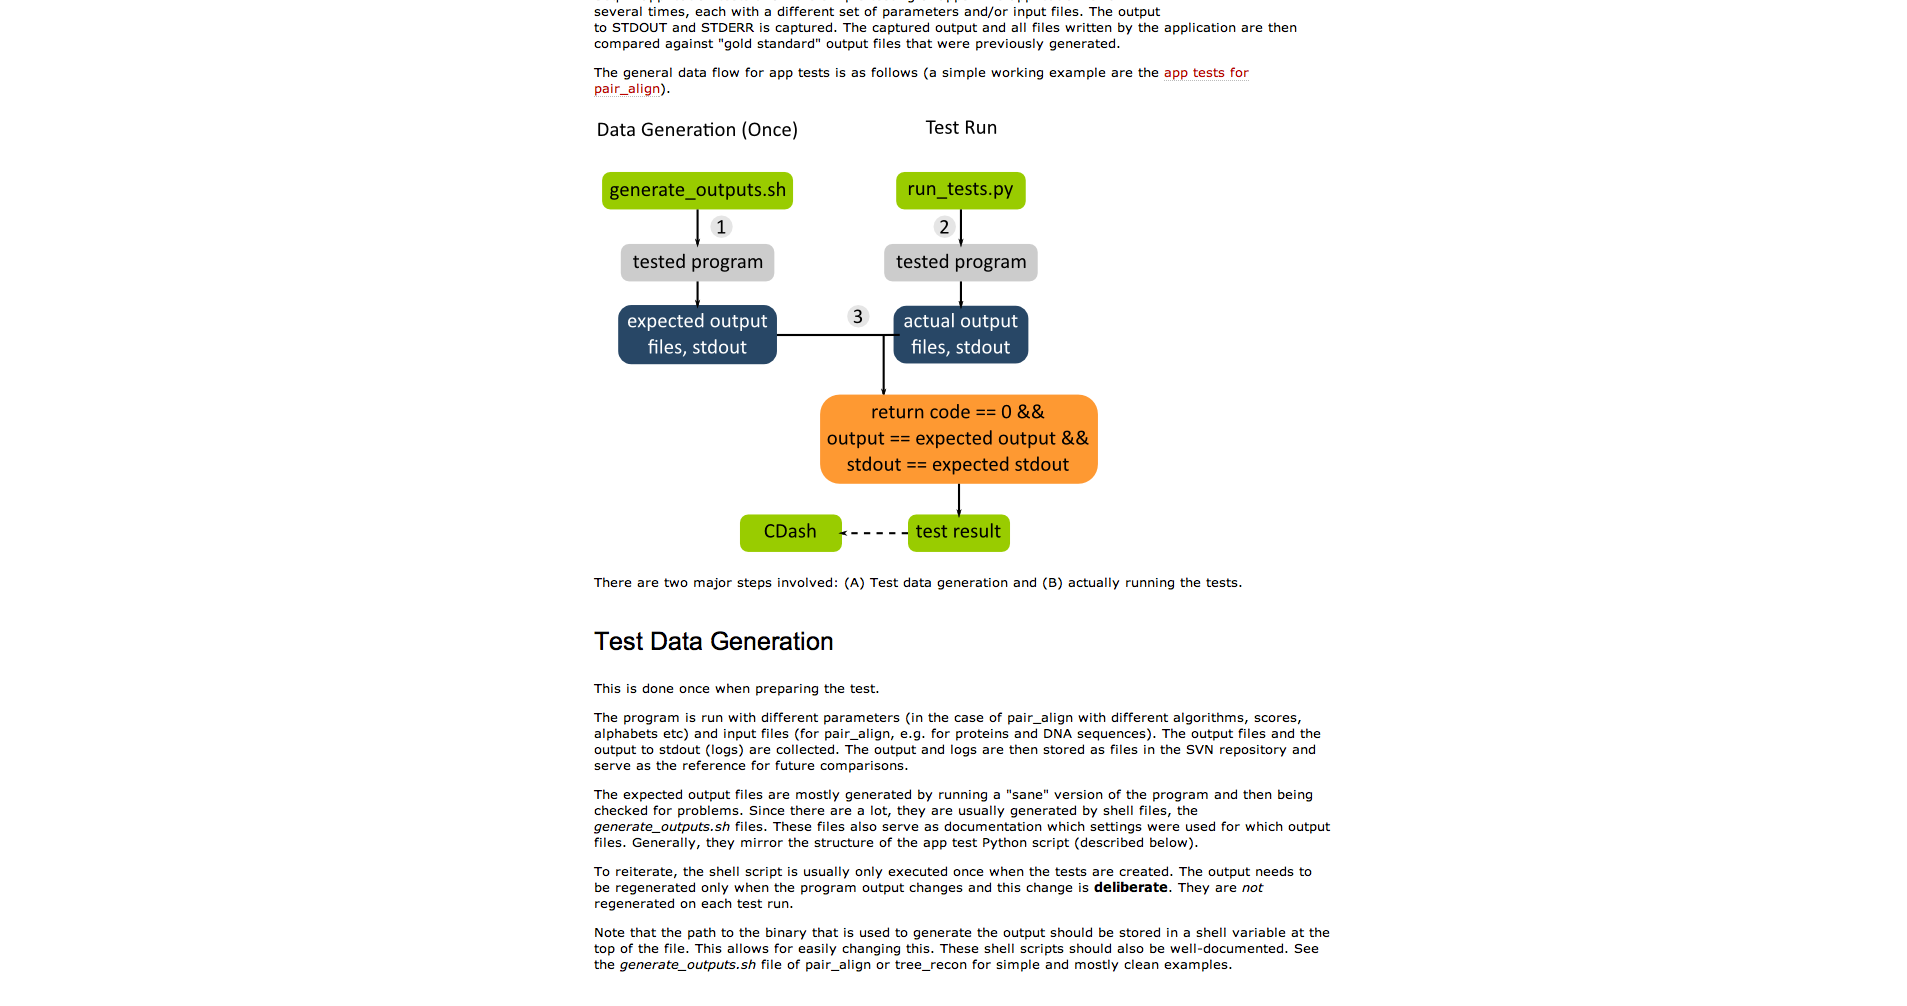 several times, each with a different set of parameters and/or input files. The output
to STDOUT and STDERR is captured. The captured output and all files written by the application are then
compared against "gold standard" output files that were previously generated.
The general data flow for app tests is as follows (a simple working example are the app tests for
pair_align).
Data Generation (Once)
Test Run
generate_outputs.sh
run_tests.py
1
2
tested program
tested program
3
expected output
files, stdout
actual output
files, stdout
return code == 0 &&
output == expected output &&
stdout == expected stdout
CDash
test result
There are two major steps involved: (A) Test data generation and (B) actually running the tests.
Test Data Generation
This is done once when preparing the test.
The program is run with different parameters (in the case of pair_align with different algorithms, scores,
alphabets etc) and input files (for pair_align, e.g. for proteins and DNA sequences). The output files and the
output to stdout (logs) are collected. The output and logs are then stored as files in the SVN repository and
serve as the reference for future comparisons.
The expected output files are mostly generated by running a "sane" version of the program and then being
checked for problems. Since there are a lot, they are usually generated by shell files, the
generate_outputs.sh files. These files also serve as documentation which settings were used for which output
files. Generally, they mirror the structure of the app test Python script (described below).
To reiterate, the shell script is usually only executed once when the tests are created. The output needs to
be regenerated only when the program output changes and this change is deliberate. They are not
regenerated on each test run.
Note that the path to the binary that is used to generate the output should be stored in a shell variable at the
top of the file. This allows for easily changing this. These shell scripts should also be well-documented. See
the generate_outputs.sh file of pair_align or tree_recon for simple and mostly clean examples.